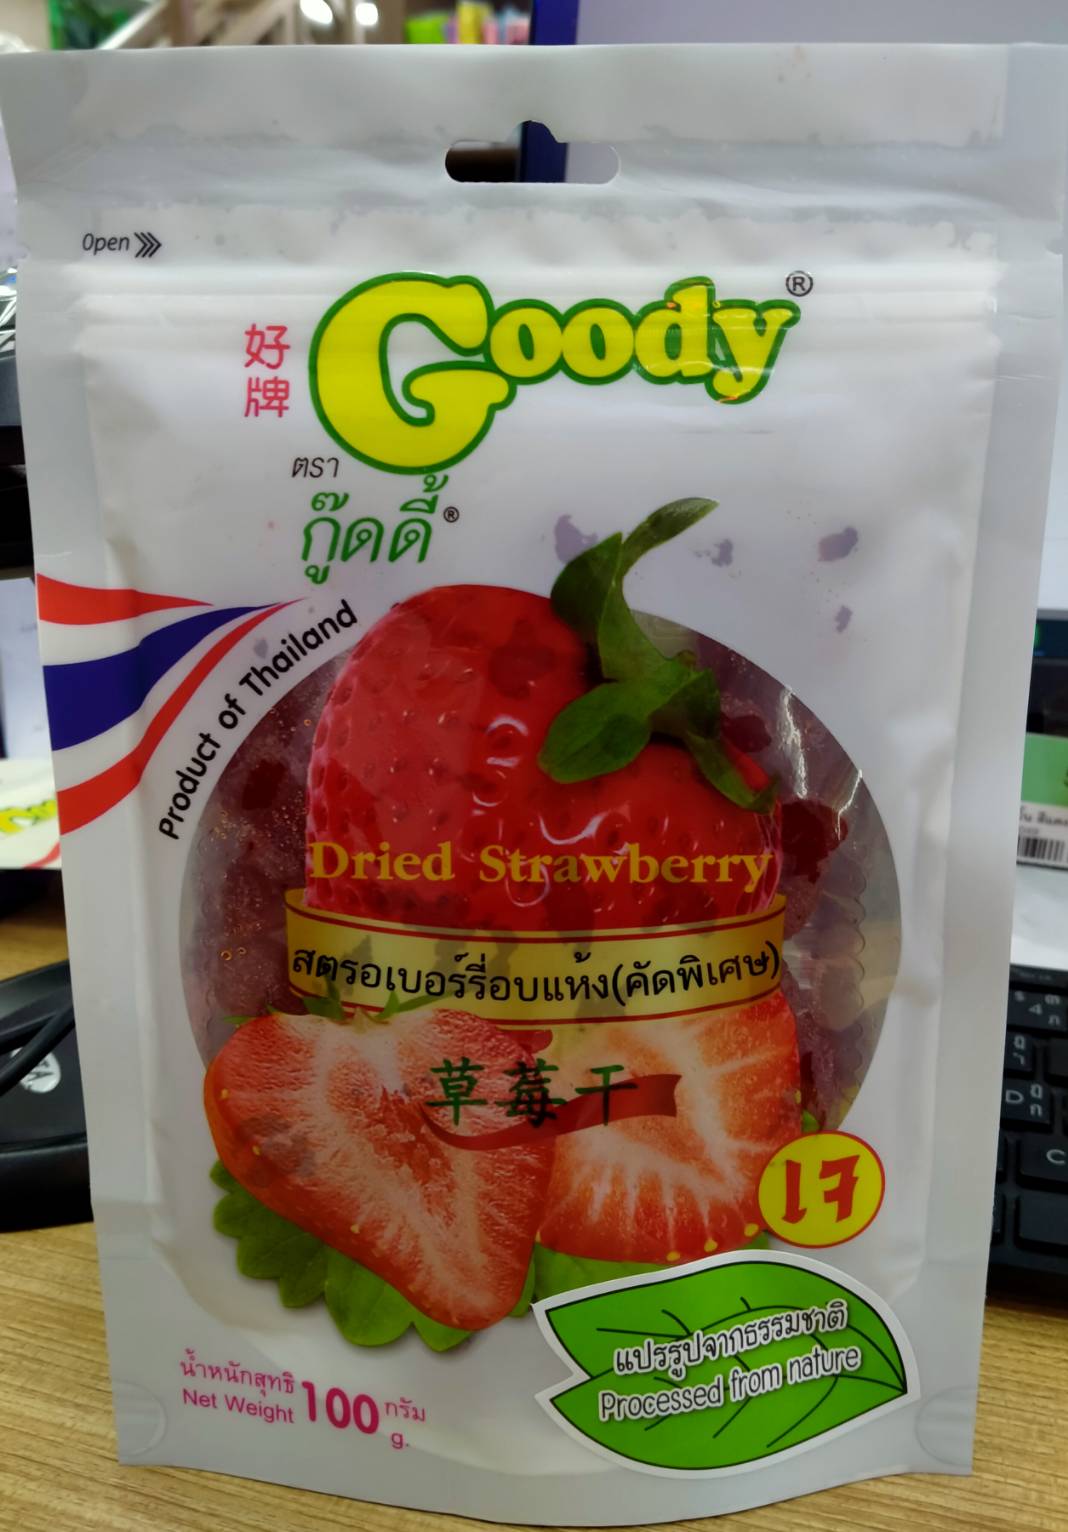 Open
Goody®
好
牌
ตรา
กู๊ดดี้®
Product of Thailand
Dried Strawberry
สตรอเบอร์รี่อบแห้ง(คัดพิเศษ)
草莓干
เจ
แปรรูปจากธรรมชาติ
Processed from nature
น้ำหนักสุทธิ 100 กรัม
Net Weight g.